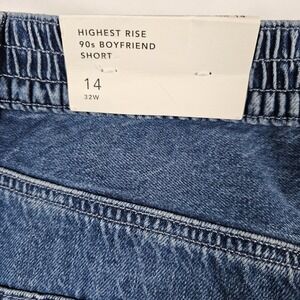 HIGHEST RISE
90s BOYFRIEND
SHORT
14
32W